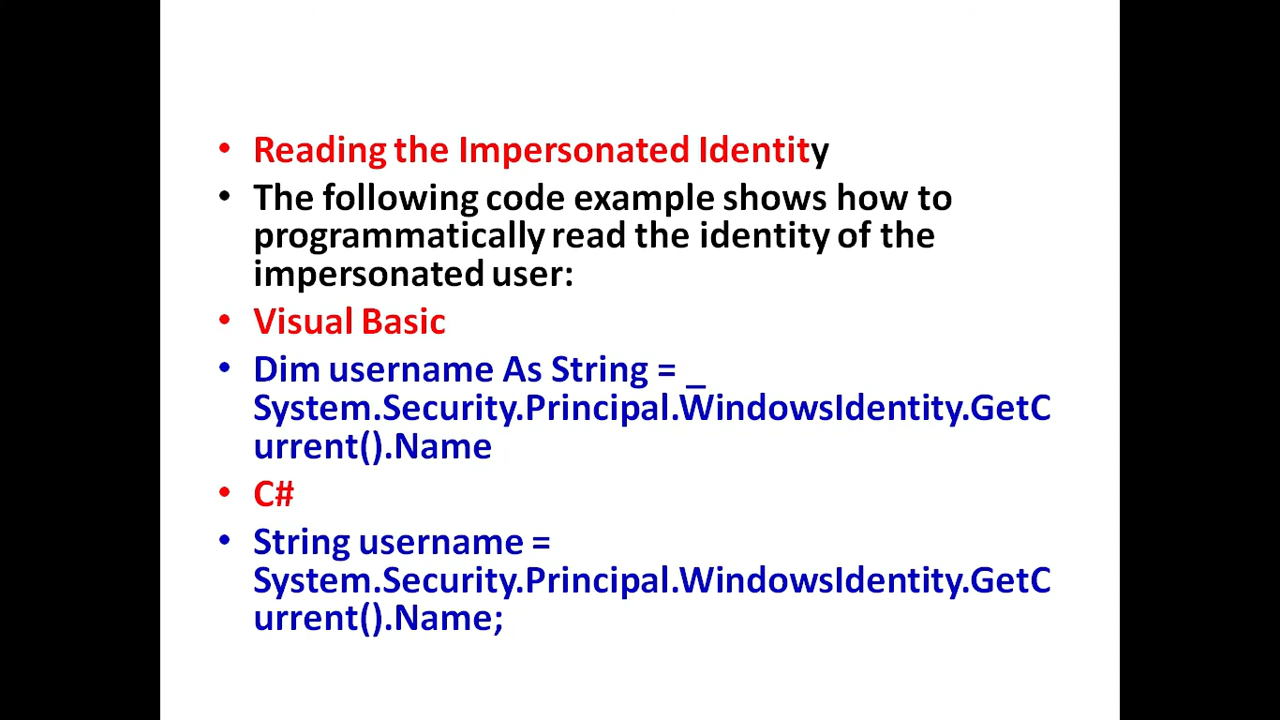 • Reading the Impersonated Identity
• The following code example shows how to
programmatically read the identity of the
impersonated user:
• Visual Basic
• Dim username As String = _
System.Security.Principal.WindowsIdentity.GetC
urrent().Name
• C#
• String username =
System.Security.Principal.WindowsIdentity.GetC
urrent().Name;